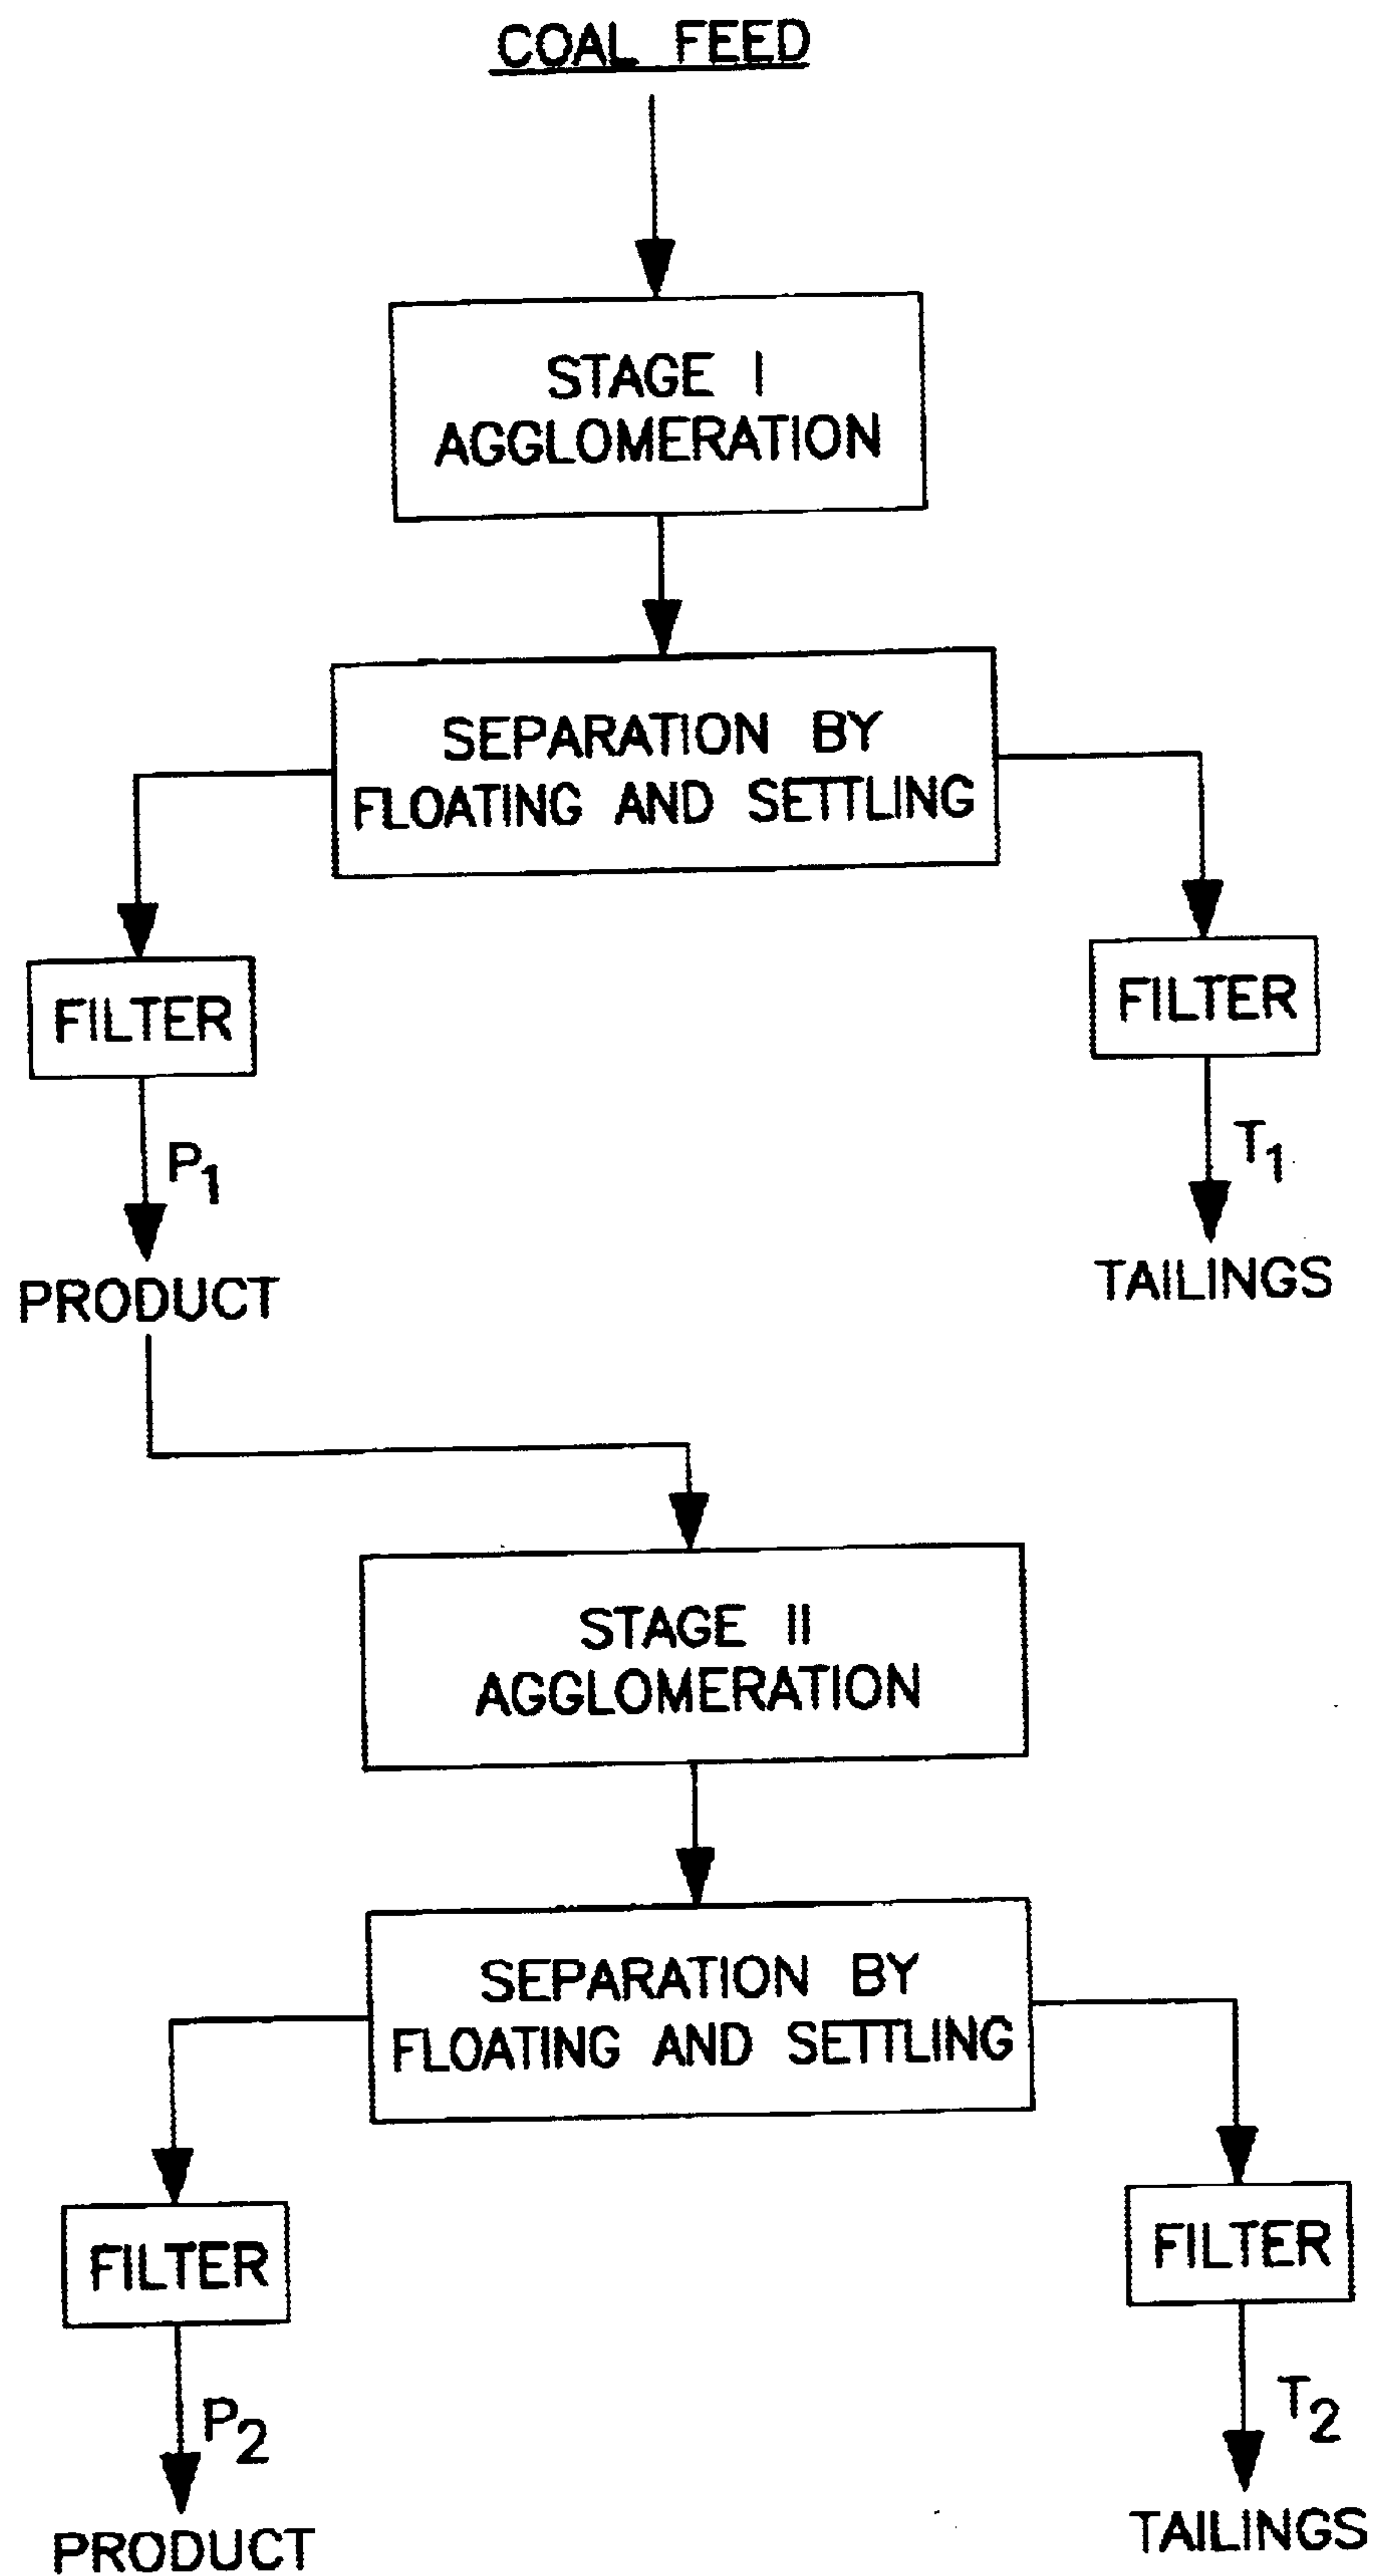 COAL FEED
STAGE I
AGGLOMERATION
SEPARATION BY
FLOATING AND SETTLING
FILTER
FILTER
P1
T1
PRODUCT
TAILINGS
STAGE II
AGGLOMERATION
SEPARATION BY
FLOATING AND SETTLING
FILTER
FILTER
P2
T2
PRODUCT
TAILINGS